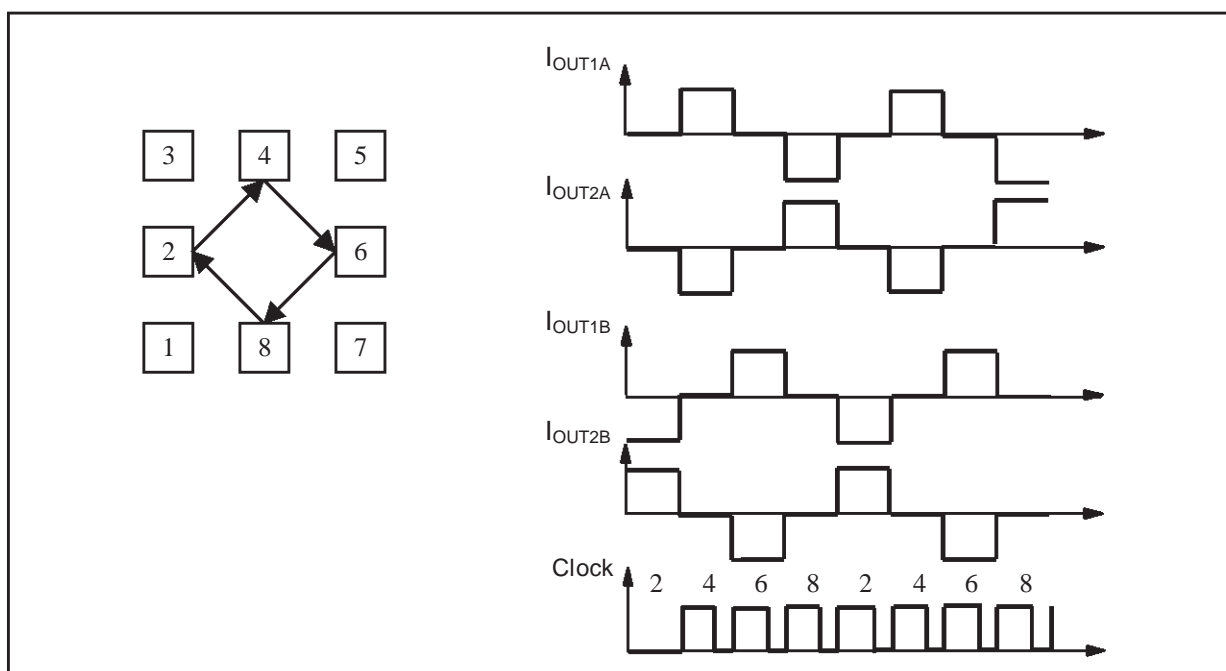 3 4 5
2 6
1 8 7
IOUT1A
IOUT2A
IOUT1B
IOUT2B
Clock 2 4 6 8 2 4 6 8